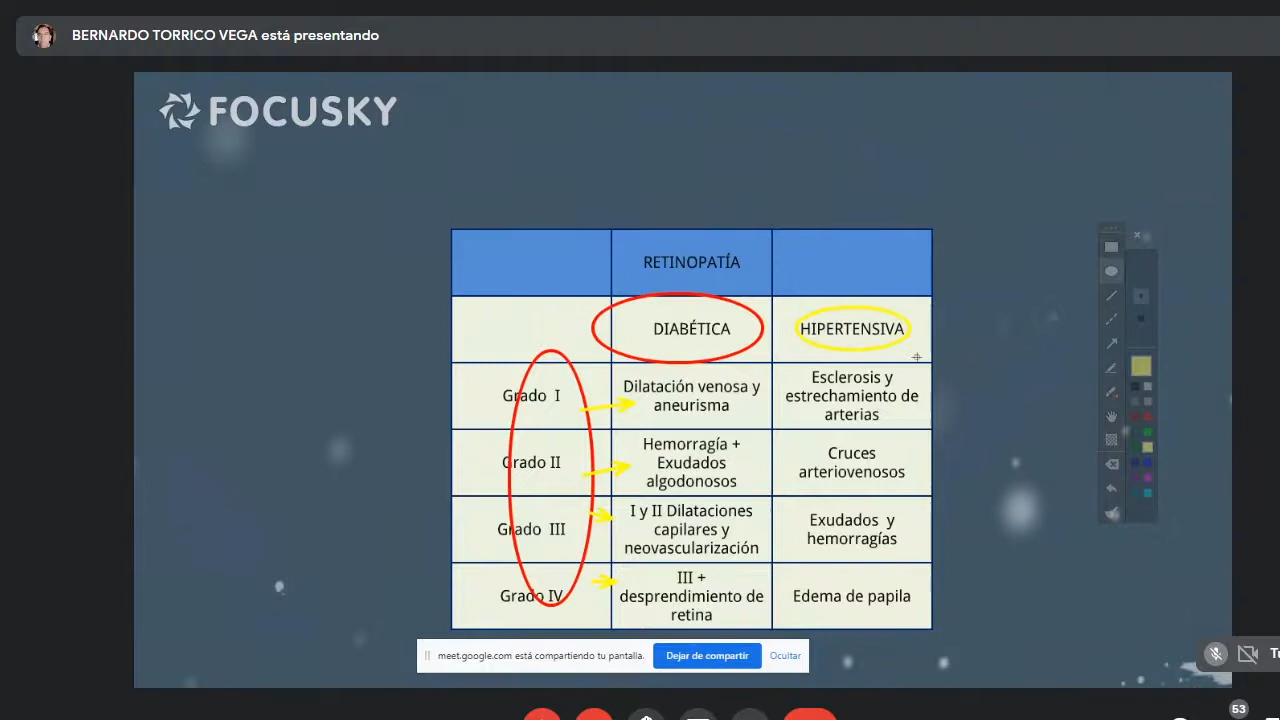 BERNARDO TORRICO VEGA está presentando
FOCUSKY
RETINOPATÍA
DIABÉTICA
HIPERTENSIVA
Grado I
Dilatación venosa y
aneurisma
Esclerosis y
estrechamiento de
arterias
Grado II
Hemorragía +
Exudados
algodonosos
Cruces
arteriovenosos
Grado III
I y II Dilataciones
capilares y
neovascularización
Exudados y
hemorragías
Grado IV
III +
desprendimiento de
retina
Edema de papila
meet.google.com está compartiendo tu pantalla.
Dejar de compartir
Ocultar
53